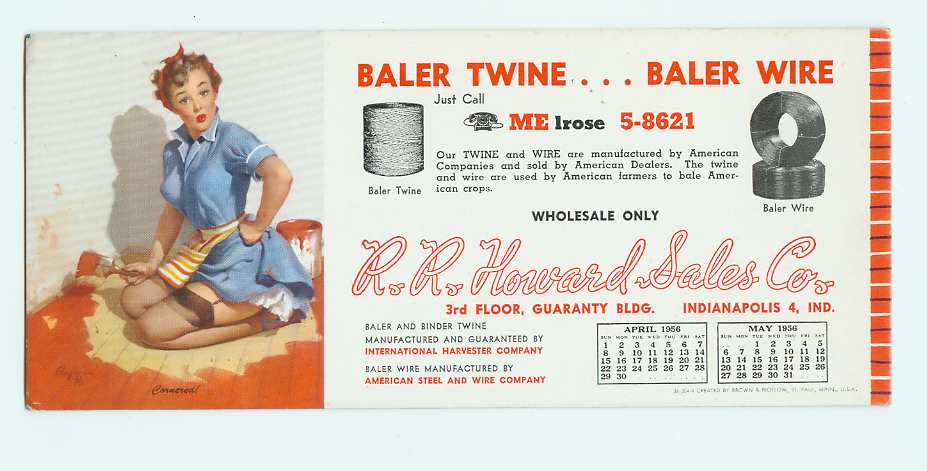 BALER TWINE . . . BALER WIRE
Just Call
MElrose 5-8621
Our TWINE and WIRE are manufactured by American
Companies and sold by American Dealers. The twine
and wire are used by American farmers to bale Amer-
ican crops.
Baler Twine
Baler Wire
WHOLESALE ONLY
R. R. Howard Sales Co.
3rd FLOOR, GUARANTY BLDG. INDIANAPOLIS 4, IND.
BALER AND BINDER TWINE
MANUFACTURED AND GUARANTEED BY
INTERNATIONAL HARVESTER COMPANY
BALER WIRE MANUFACTURED BY
AMERICAN STEEL AND WIRE COMPANY
APRIL 1956
SUN MON TUE WED THU FRI SAT
1 2 3 4 5 6 7
8 9 10 11 12 13 14
15 16 17 18 19 20 21
22 23 24 25 26 27 28
29 30
MAY 1956
SUN MON TUE WED THU FRI SAT
1 2 3 4 5
6 7 8 9 10 11 12
13 14 15 16 17 18 19
20 21 22 23 24 25 26
27 28 29 30 31
CREATED BY BROWN & BIGELOW, ST. PAUL, MINN., U.S.A.
Cornered!